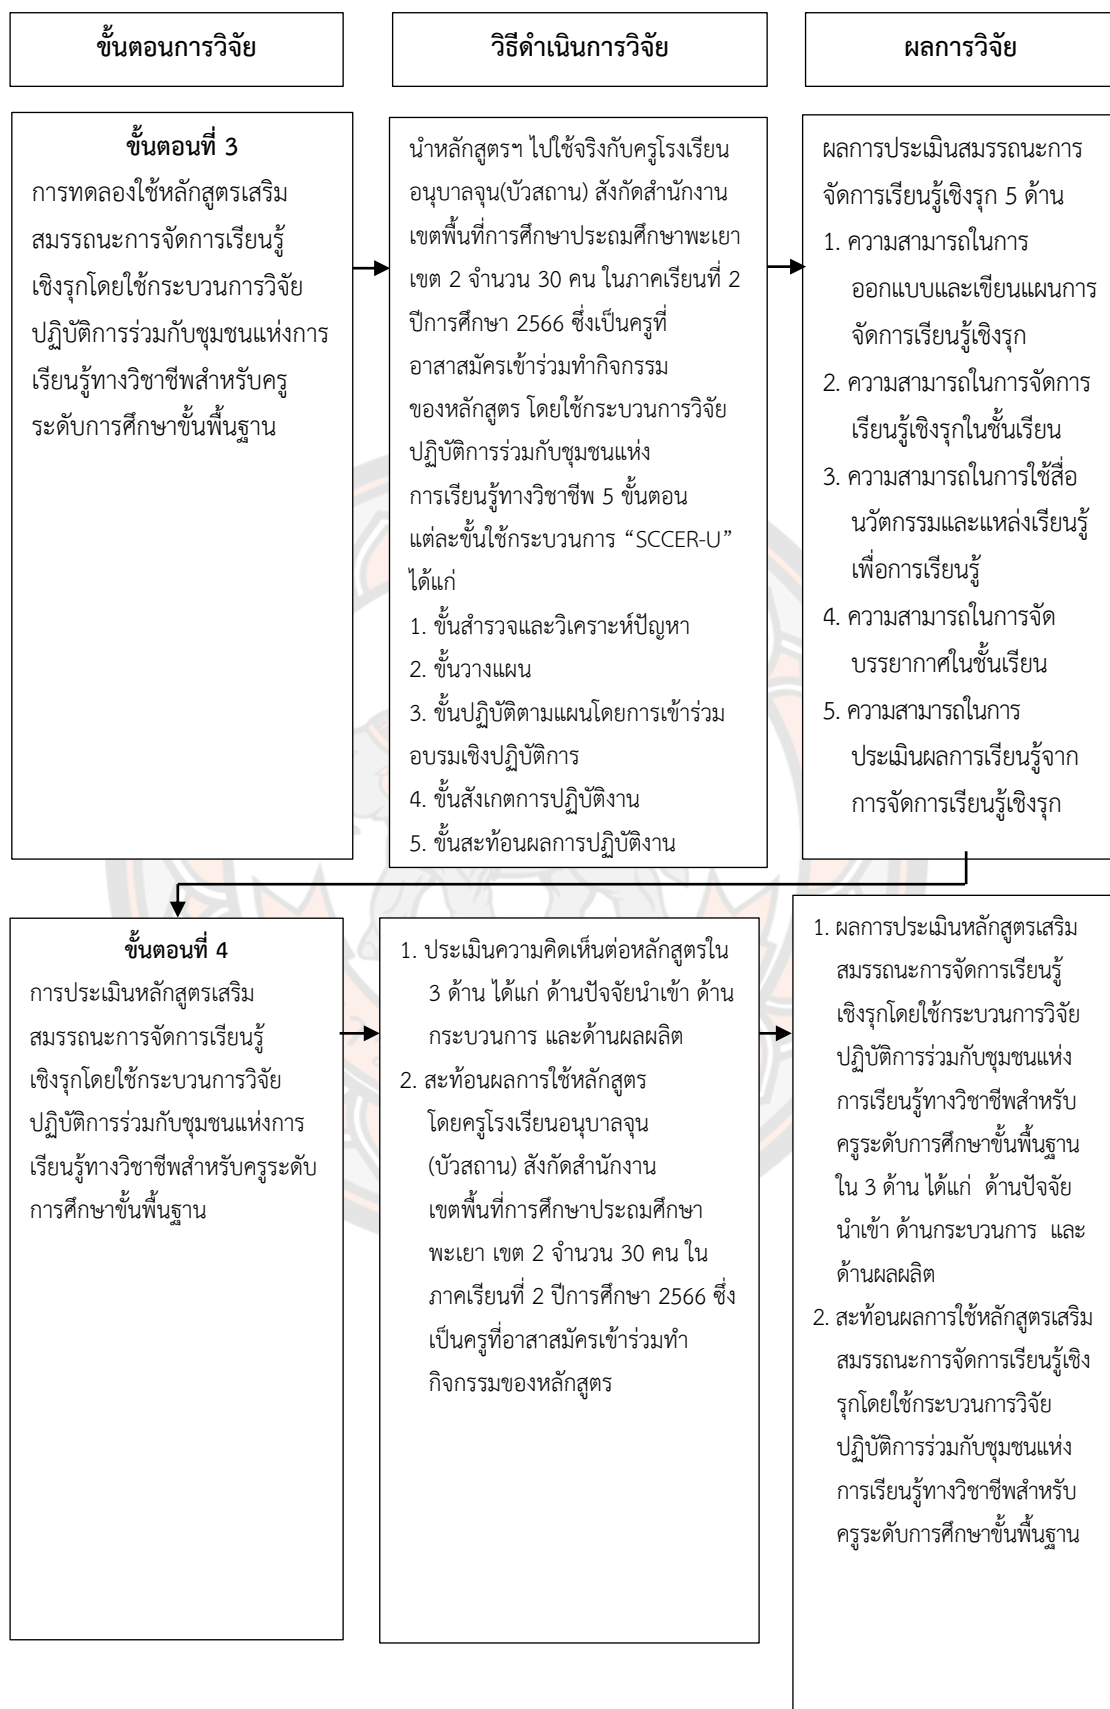 ขั้นตอนการวิจัย
วิธีดำเนินการวิจัย
ผลการวิจัย
ขั้นตอนที่ 3
การทดลองใช้หลักสูตรเสริม
สมรรถนะการจัดการเรียนรู้
เชิงรุกโดยใช้กระบวนการวิจัย
ปฏิบัติการร่วมกับชุมชนแห่งการ
เรียนรู้ทางวิชาชีพสำหรับครู
ระดับการศึกษาขั้นพื้นฐาน
นำหลักสูตรฯ ไปใช้จริงกับครูโรงเรียน
อนุบาลจุน(บัวสถาน) สังกัดสำนักงาน
เขตพื้นที่การศึกษาประถมศึกษาพะเยา
เขต 2 จำนวน 30 คน ในภาคเรียนที่ 2
ปีการศึกษา 2566 ซึ่งเป็นครูที่
อาสาสมัครเข้าร่วมทำกิจกรรม
ของหลักสูตร โดยใช้กระบวนการวิจัย
ปฏิบัติการร่วมกับชุมชนแห่ง
การเรียนรู้ทางวิชาชีพ 5 ขั้นตอน
แต่ละขั้นใช้กระบวนการ “SCCER-U”
ได้แก่
1. ขั้นสำรวจและวิเคราะห์ปัญหา
2. ขั้นวางแผน
3. ขั้นปฏิบัติตามแผนโดยการเข้าร่วม
อบรมเชิงปฏิบัติการ
4. ขั้นสังเกตการปฏิบัติงาน
5. ขั้นสะท้อนผลการปฏิบัติงาน
ผลการประเมินสมรรถนะการ
จัดการเรียนรู้เชิงรุก 5 ด้าน
1. ความสามารถในการ
ออกแบบและเขียนแผนการ
จัดการเรียนรู้เชิงรุก
2. ความสามารถในการจัดการ
เรียนรู้เชิงรุกในชั้นเรียน
3. ความสามารถในการใช้สื่อ
นวัตกรรมและแหล่งเรียนรู้
เพื่อการเรียนรู้
4. ความสามารถในการจัด
บรรยากาศในชั้นเรียน
5. ความสามารถในการ
ประเมินผลการเรียนรู้จาก
การจัดการเรียนรู้เชิงรุก
ขั้นตอนที่ 4
การประเมินหลักสูตรเสริม
สมรรถนะการจัดการเรียนรู้
เชิงรุกโดยใช้กระบวนการวิจัย
ปฏิบัติการร่วมกับชุมชนแห่งการ
เรียนรู้ทางวิชาชีพสำหรับครูระดับ
การศึกษาขั้นพื้นฐาน
1. ประเมินความคิดเห็นต่อหลักสูตรใน
3 ด้าน ได้แก่ ด้านปัจจัยนำเข้า ด้าน
กระบวนการ และด้านผลผลิต
2. สะท้อนผลการใช้หลักสูตร
โดยครูโรงเรียนอนุบาลจุน
(บัวสถาน) สังกัดสำนักงาน
เขตพื้นที่การศึกษาประถมศึกษา
พะเยา เขต 2 จำนวน 30 คน ใน
ภาคเรียนที่ 2 ปีการศึกษา 2566 ซึ่ง
เป็นครูที่อาสาสมัครเข้าร่วมทำ
กิจกรรมของหลักสูตร
1. ผลการประเมินหลักสูตรเสริม
สมรรถนะการจัดการเรียนรู้
เชิงรุกโดยใช้กระบวนการวิจัย
ปฏิบัติการร่วมกับชุมชนแห่ง
การเรียนรู้ทางวิชาชีพสำหรับ
ครูระดับการศึกษาขั้นพื้นฐาน
ใน 3 ด้าน ได้แก่ ด้านปัจจัย
นำเข้า ด้านกระบวนการ และ
ด้านผลผลิต
2. สะท้อนผลการใช้หลักสูตรเสริม
สมรรถนะการจัดการเรียนรู้เชิง
รุกโดยใช้กระบวนการวิจัย
ปฏิบัติการร่วมกับชุมชนแห่ง
การเรียนรู้ทางวิชาชีพสำหรับ
ครูระดับการศึกษาขั้นพื้นฐาน